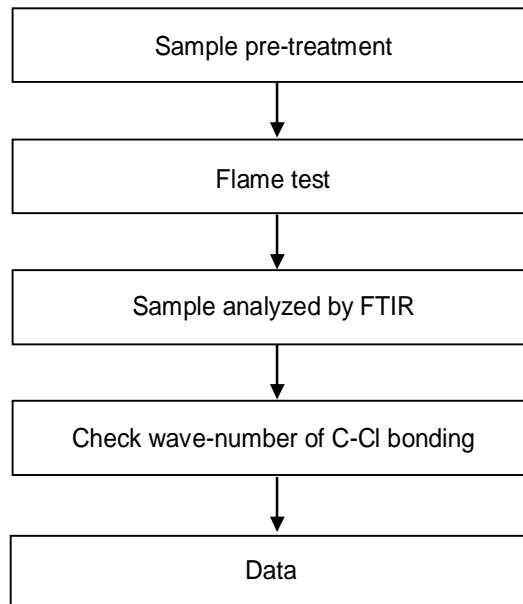 Sample pre-treatment
Flame test
Sample analyzed by FTIR
Check wave-number of C-Cl bonding
Data